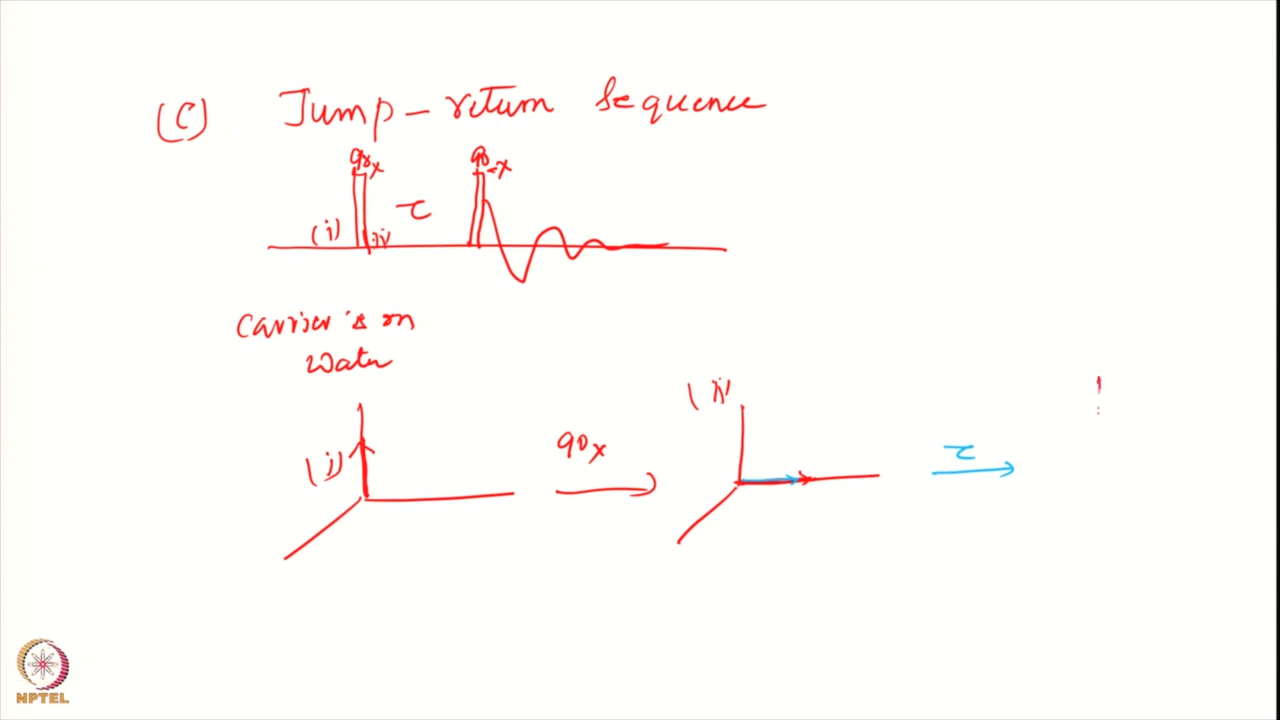 (C) Jump - return Sequence
90x 90-x
(i) (ii) τ
Carrier is on
Water
(ii)
(i) 90x τ
NPTEL